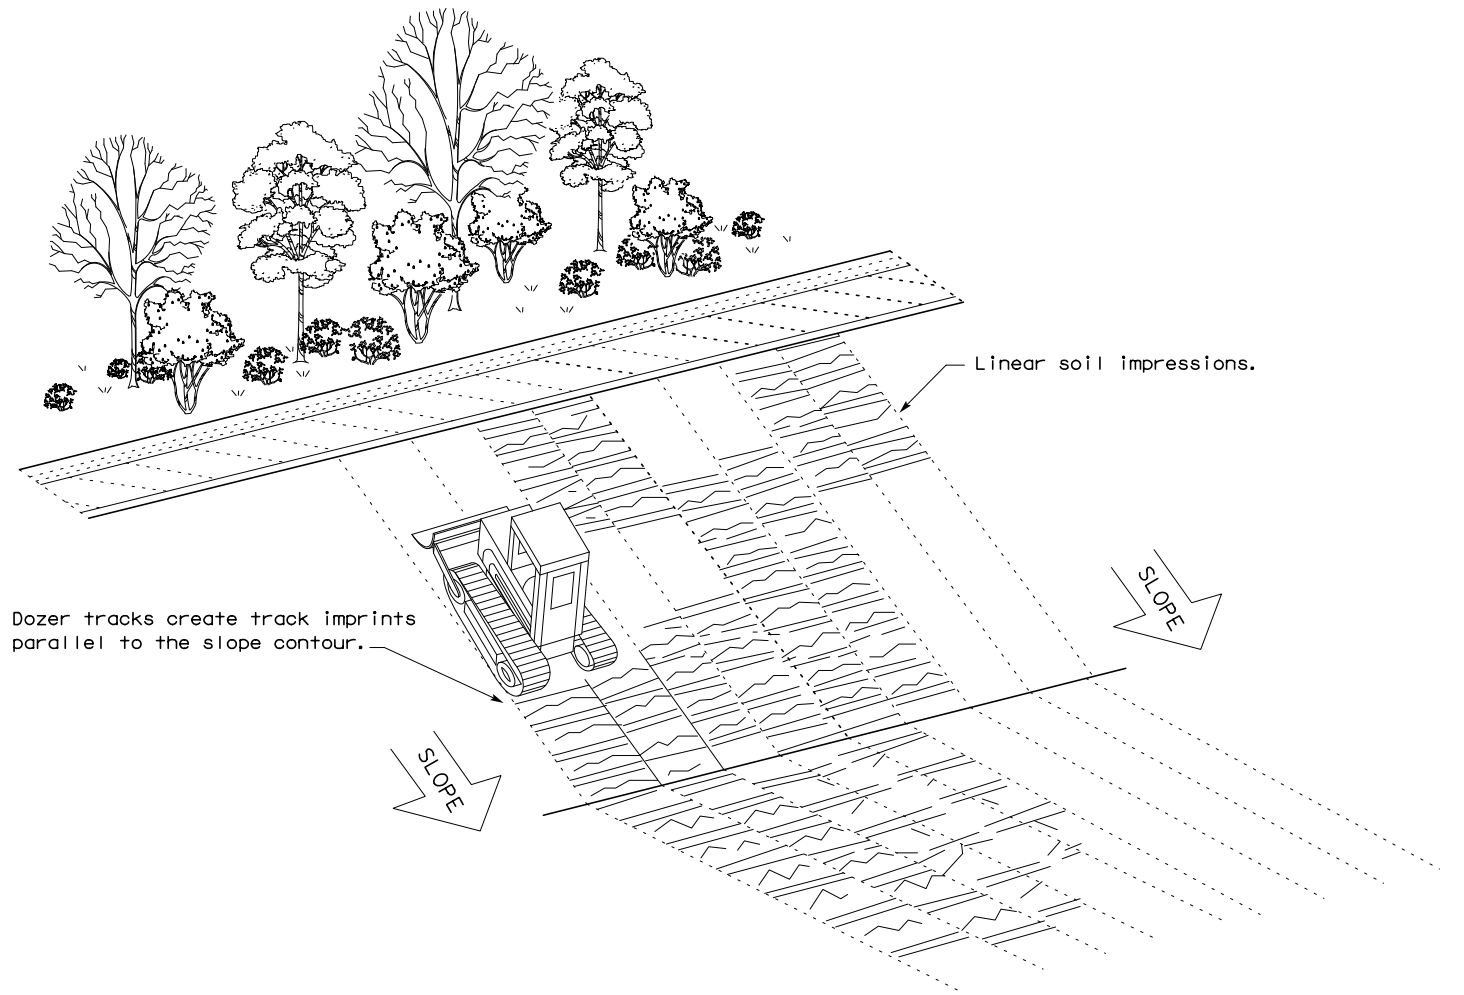 Linear soil impressions.
SLOPE
Dozer tracks create track imprints
parallel to the slope contour.
SLOPE